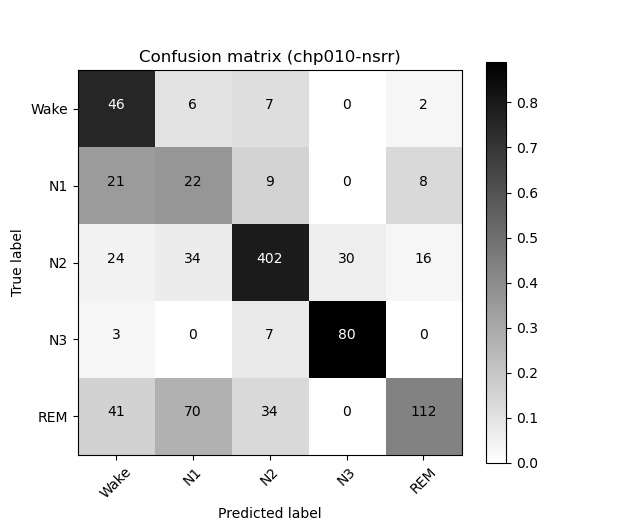 Confusion matrix (chp010-nsrr)
Wake 46 6 7 0 2
N1 21 22 9 0 8
N2 24 34 402 30 16
N3 3 0 7 80 0
REM 41 70 34 0 112
Wake N1 N2 N3 REM
True label
Predicted label
0.8
0.7
0.6
0.5
0.4
0.3
0.2
0.1
0.0